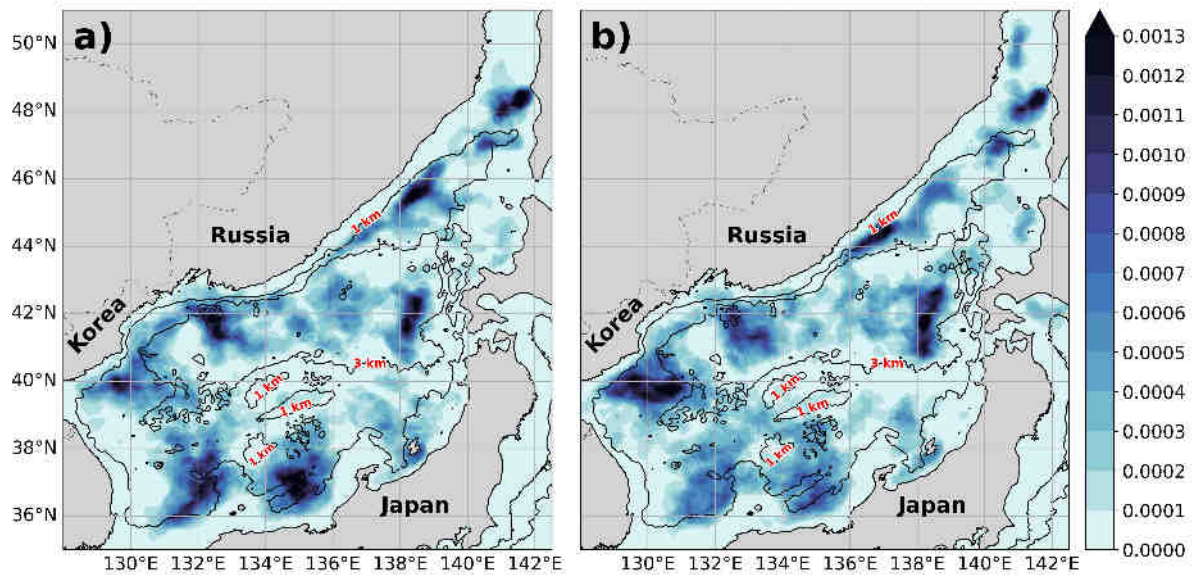 a)
50°N
48°N
46°N
44°N
42°N
40°N
38°N
36°N
Russia
Korea
Japan
1 km
3 km
1 km
1 km
1 km
130°E 132°E 134°E 136°E 138°E 140°E 142°E
b)
Russia
Korea
Japan
1 km
3 km
1 km
1 km
1 km
130°E 132°E 134°E 136°E 138°E 140°E 142°E
0.0013
0.0012
0.0011
0.0010
0.0009
0.0008
0.0007
0.0006
0.0005
0.0004
0.0003
0.0002
0.0001
0.0000